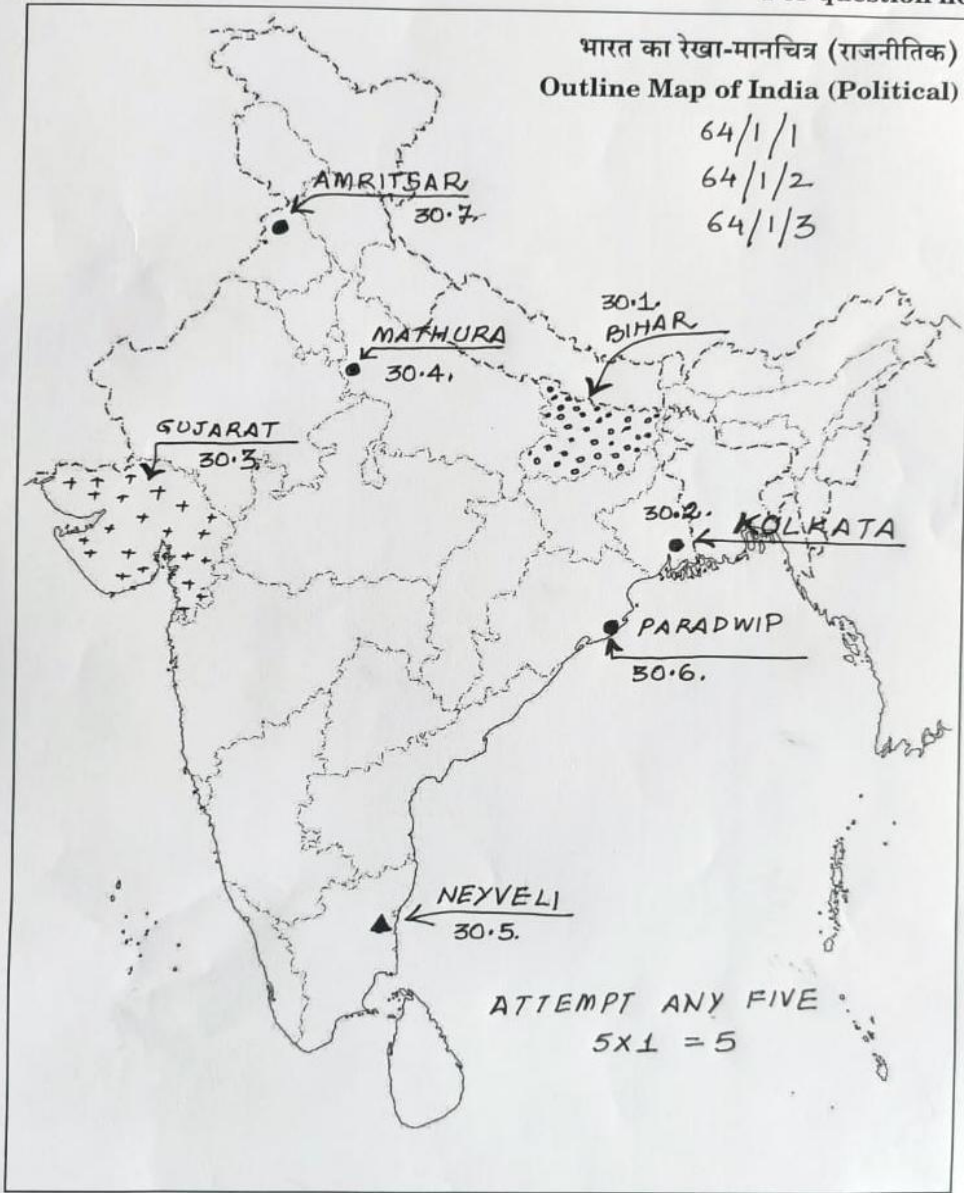 question no
भारत का रेखा-मानचित्र (राजनीतिक)
Outline Map of India (Political)
64/1/1
64/1/2
64/1/3
AMRITSAR
30.7.
30.1.
BIHAR
MATHURA
30.4.
GUJARAT
30.3.
30.2.
KOLKATA
PARADWIP
30.6.
NEYVELI
30.5.
ATTEMPT ANY FIVE
5X1 = 5